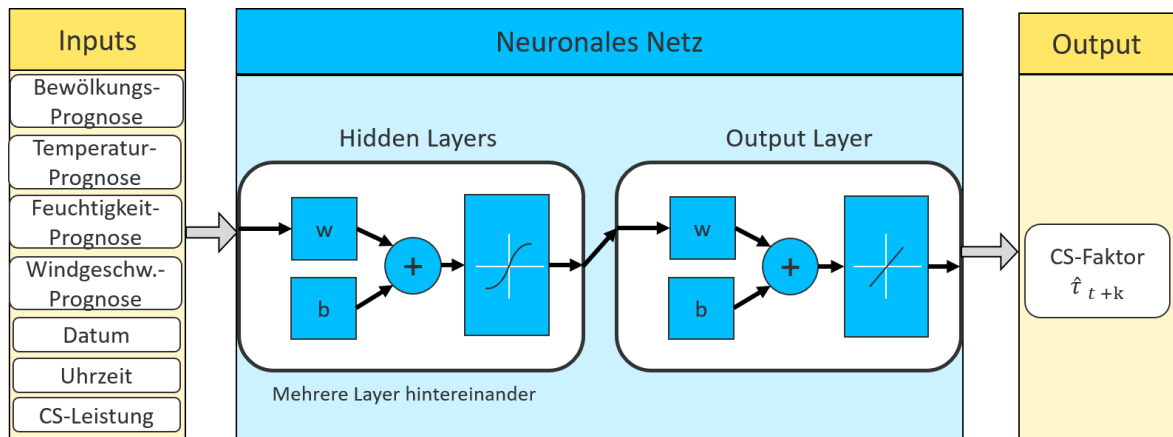 Inputs
Bewölkungs-
Prognose
Temperatur-
Prognose
Feuchtigkeit-
Prognose
Windgeschw.-
Prognose
Datum
Uhrzeit
CS-Leistung
Neuronales Netz
Hidden Layers
w
b
+
Mehrere Layer hintereinander
Output Layer
w
b
+
Output
CS-Faktor
τ̂ t+k